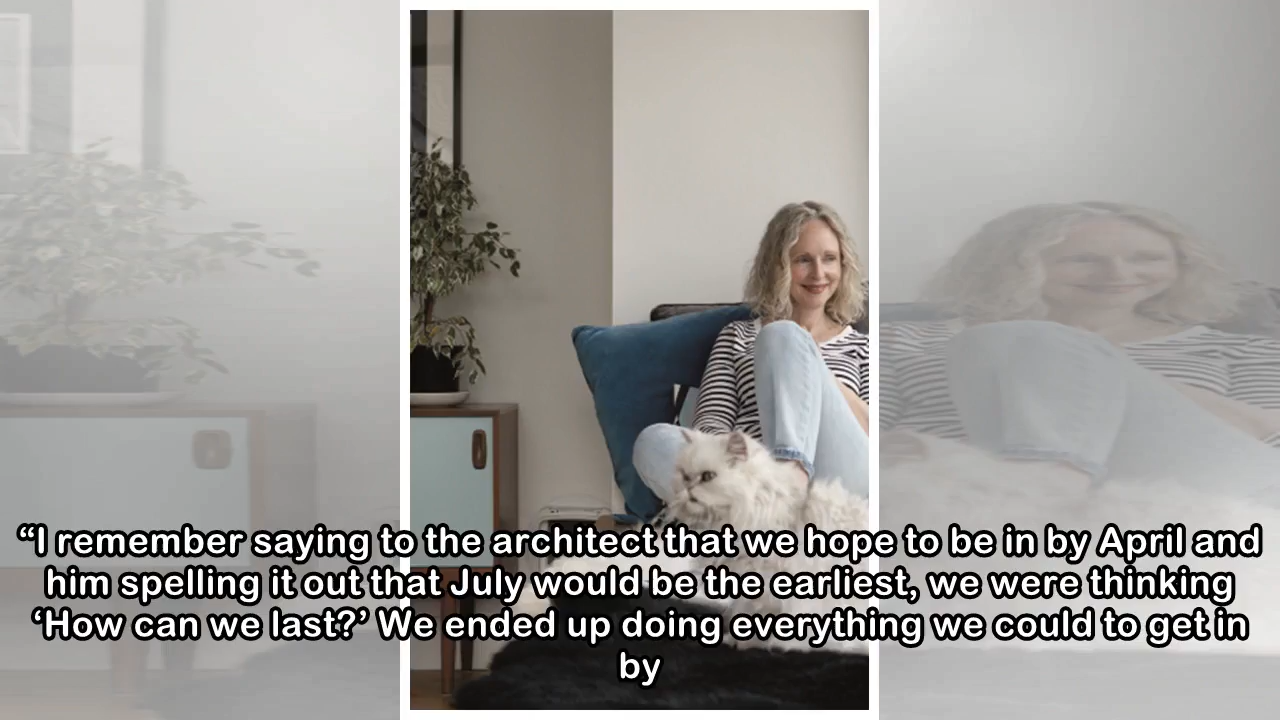 “I remember saying to the architect that we hope to be in by April and
him spelling it out that July would be the earliest, we were thinking
‘How can we last?’ We ended up doing everything we could to get in
by